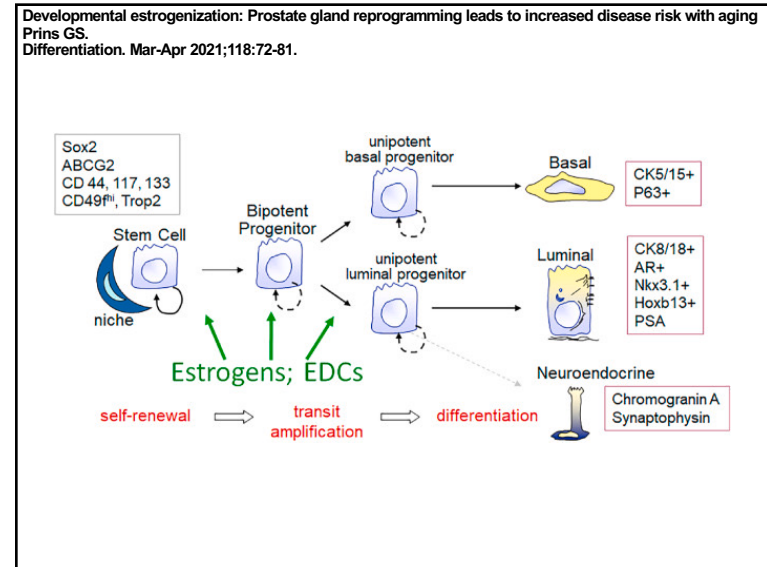 Developmental estrogenization: Prostate gland reprogramming leads to increased disease risk with aging
Prins GS.
Differentiation. Mar-Apr 2021;118:72-81.
Sox2
ABCG2
CD 44, 117, 133
CD49fʰⁱ, Trop2
Stem Cell
niche
Bipotent
Progenitor
unipotent
basal progenitor
unipotent
luminal progenitor
Basal
CK5/15+
P63+
Luminal
CK8/18+
AR+
Nkx3.1+
Hoxb13+
PSA
Neuroendocrine
Chromogranin A
Synaptophysin
Estrogens; EDCs
self-renewal
transit
amplification
differentiation